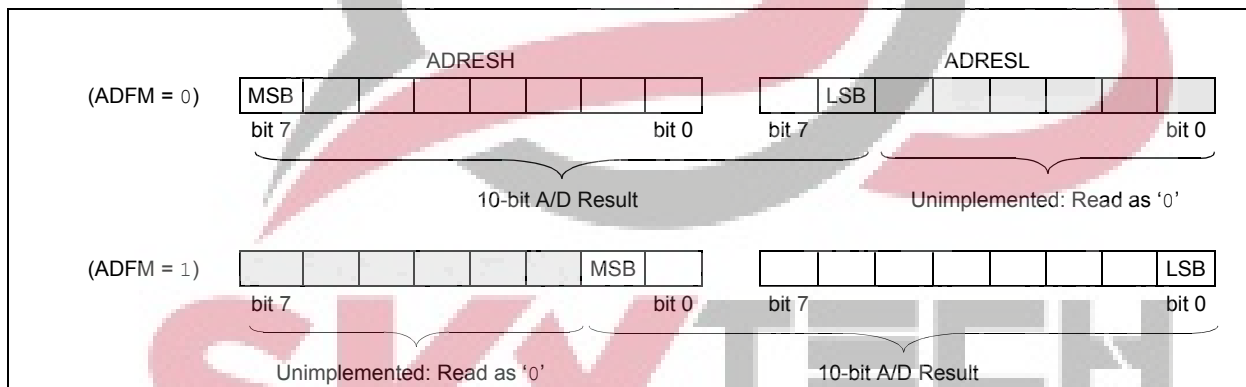 ADRESH ADRESL
(ADFM = 0) MSB LSB
bit 7 bit 0 bit 7 bit 0
10-bit A/D Result Unimplemented: Read as ‘0’
(ADFM = 1) MSB LSB
bit 7 bit 0 bit 7 bit 0
Unimplemented: Read as ‘0’ 10-bit A/D Result